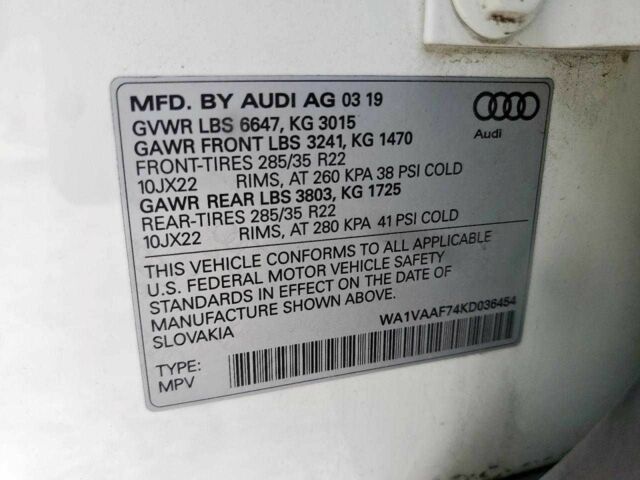 MFD. BY AUDI AG 03 19
GVWR LBS 6647, KG 3015
GAWR FRONT LBS 3241, KG 1470
FRONT-TIRES 285/35 R22
10JX22 RIMS, AT 260 KPA 38 PSI COLD
GAWR REAR LBS 3803, KG 1725
REAR-TIRES 285/35 R22
10JX22 RIMS, AT 280 KPA 41 PSI COLD
Audi
THIS VEHICLE CONFORMS TO ALL APPLICABLE
U.S. FEDERAL MOTOR VEHICLE SAFETY
STANDARDS IN EFFECT ON THE DATE OF
MANUFACTURE SHOWN ABOVE.
SLOVAKIA
WA1VAAF74KD036454
TYPE:
MPV